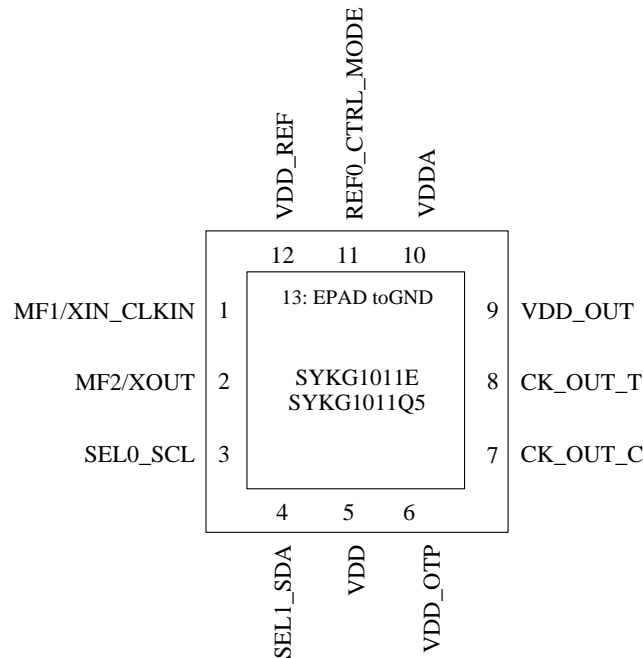 REF0_CTRL_MODE
VDD_REF
VDDA
12 11 10
13: EPAD toGND
MF1/XIN_CLKIN 1
9 VDD_OUT
MF2/XOUT 2
SYKG1011E
SYKG1011Q5
8 CK_OUT_T
SEL0_SCL 3
7 CK_OUT_C
4 5 6
SEL1_SDA
VDD
VDD_OTP